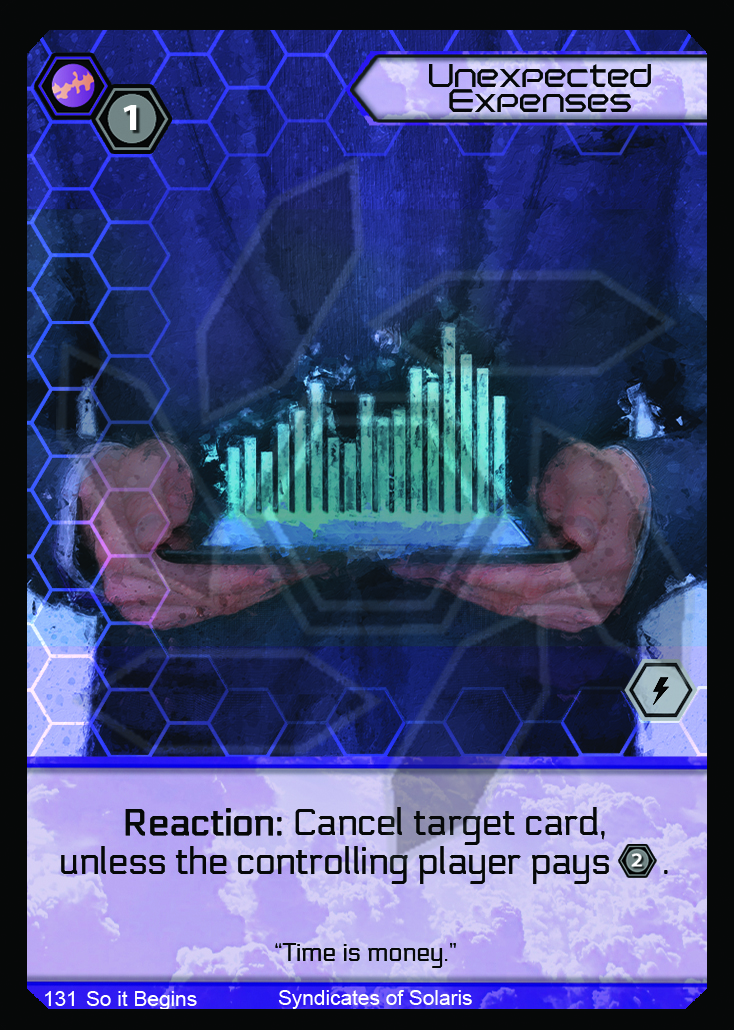 Unexpected
Expenses
1
Reaction: Cancel target card,
unless the controlling player pays 2.
“Time is money.”
131 So it Begins Syndicates of Solaris